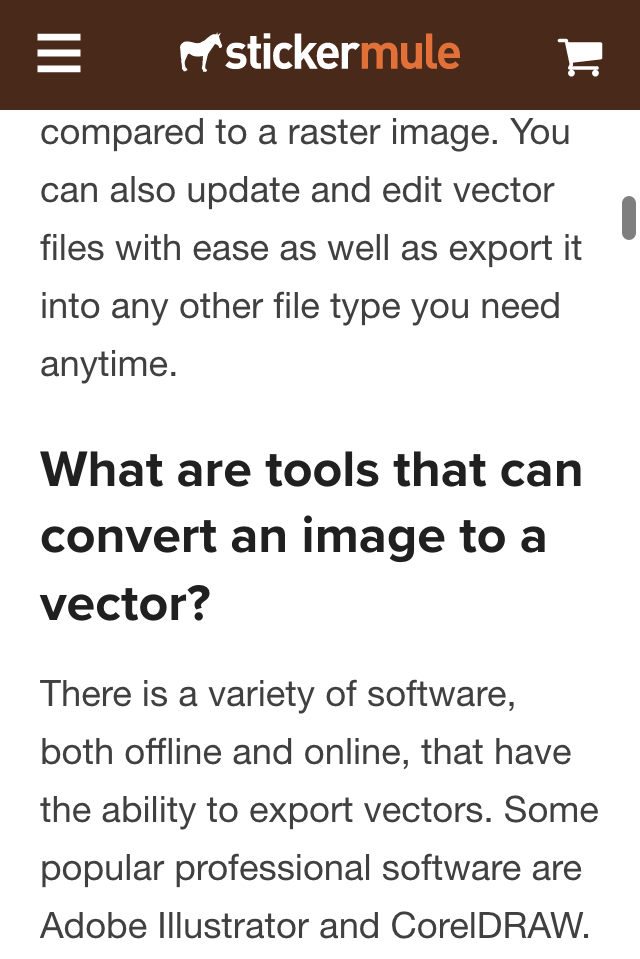 stickermule
compared to a raster image. You
can also update and edit vector
files with ease as well as export it
into any other file type you need
anytime.
What are tools that can
convert an image to a
vector?
There is a variety of software,
both offline and online, that have
the ability to export vectors. Some
popular professional software are
Adobe Illustrator and CorelDRAW.